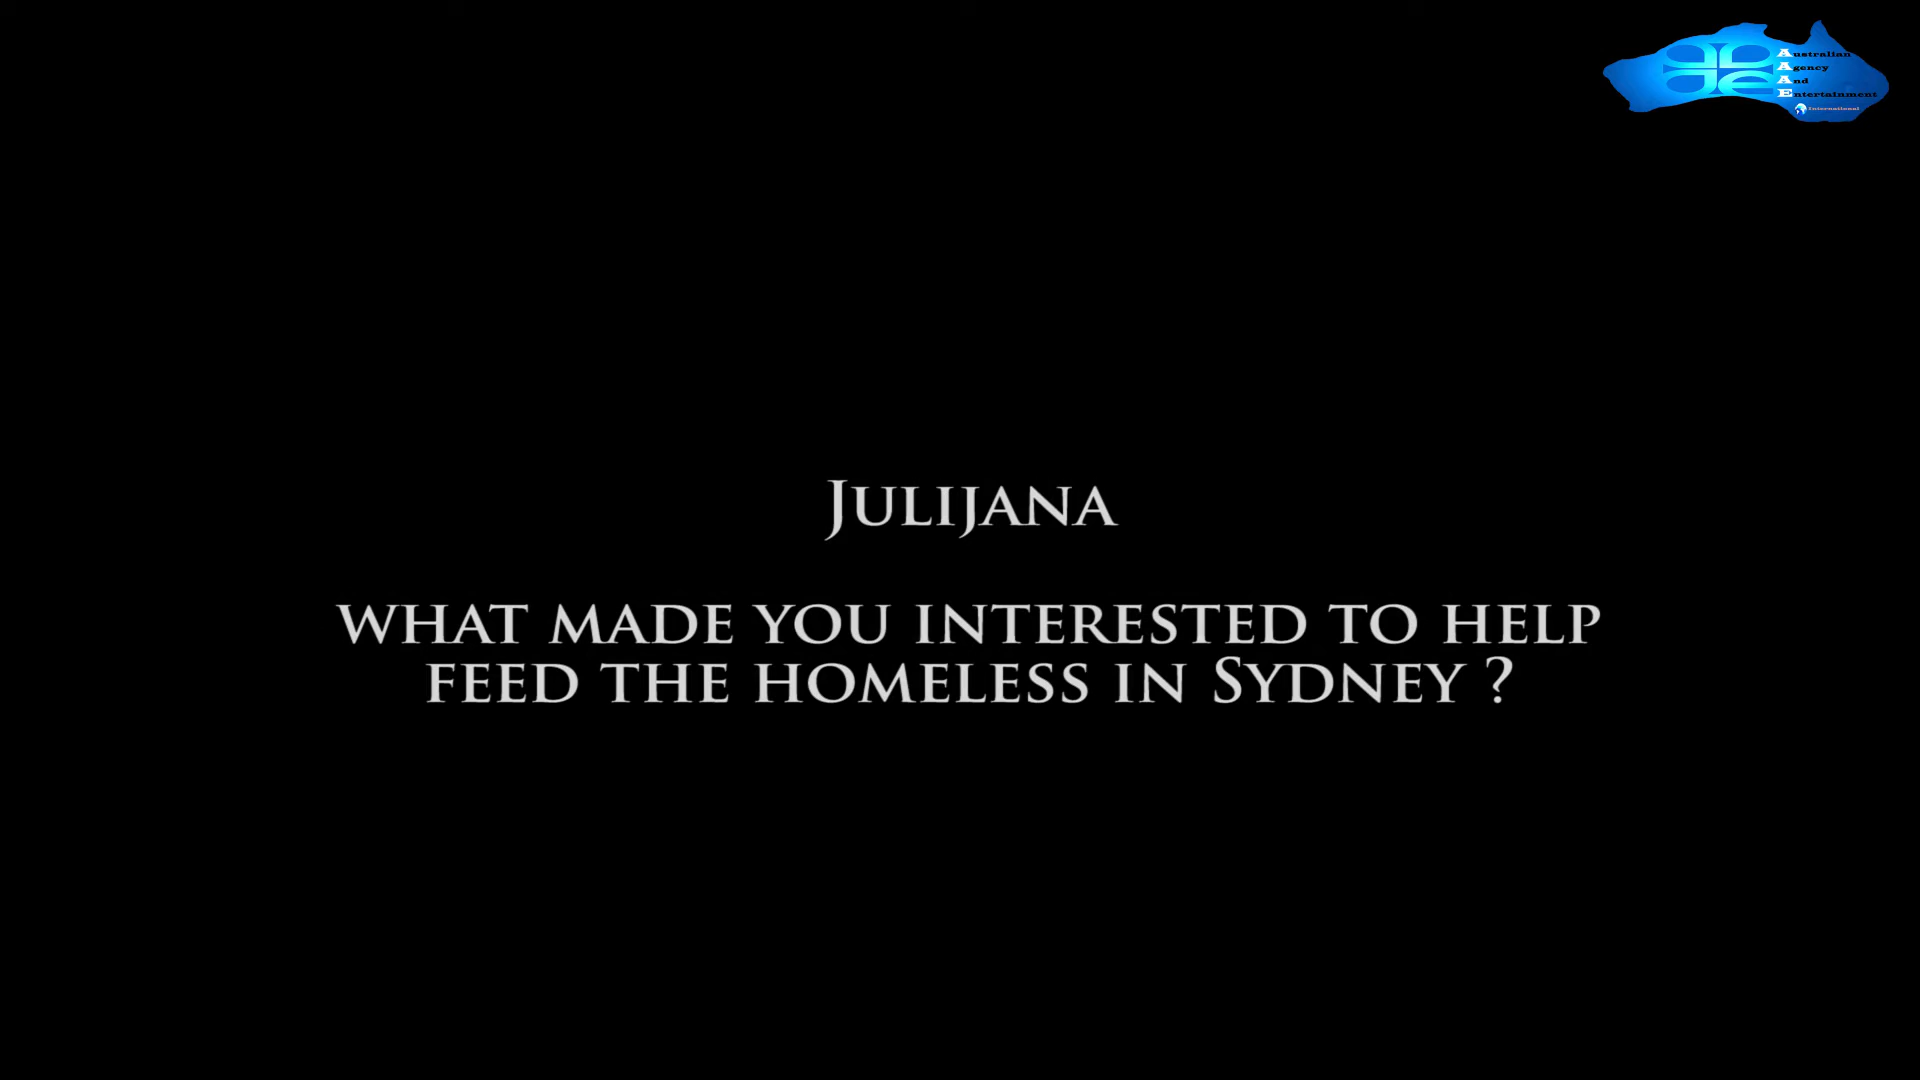 Australian
Agency
And
Entertainment
International
Julijana
what made you interested to help
feed the homeless in Sydney ?